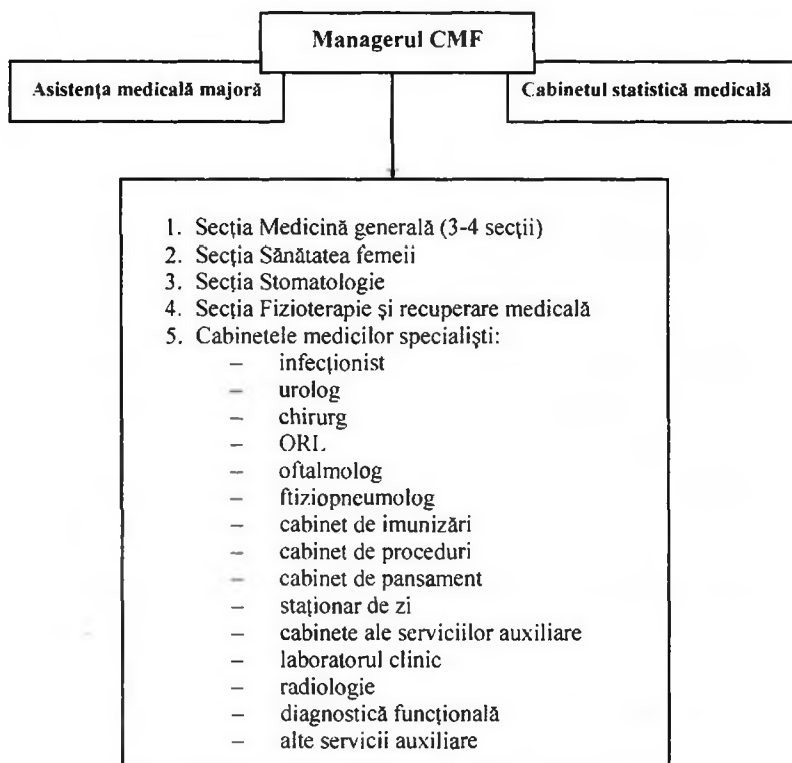 Managerul CMF
Asistența medicală majoră
Cabinetul statistică medicală
1. Secția Medicină generală (3-4 secții)
2. Secția Sănătatea femeii
3. Secția Stomatologie
4. Secția Fizioterapie și recuperare medicală
5. Cabinetele medicilor specialiști:
– infecționist
– urolog
– chirurg
– ORL
– oftalmolog
– ftiziopneumolog
– cabinet de imunizări
– cabinet de proceduri
– cabinet de pansament
– staționar de zi
– cabinete ale serviciilor auxiliare
– laboratorul clinic
– radiologie
– diagnostică funcțională
– alte servicii auxiliare